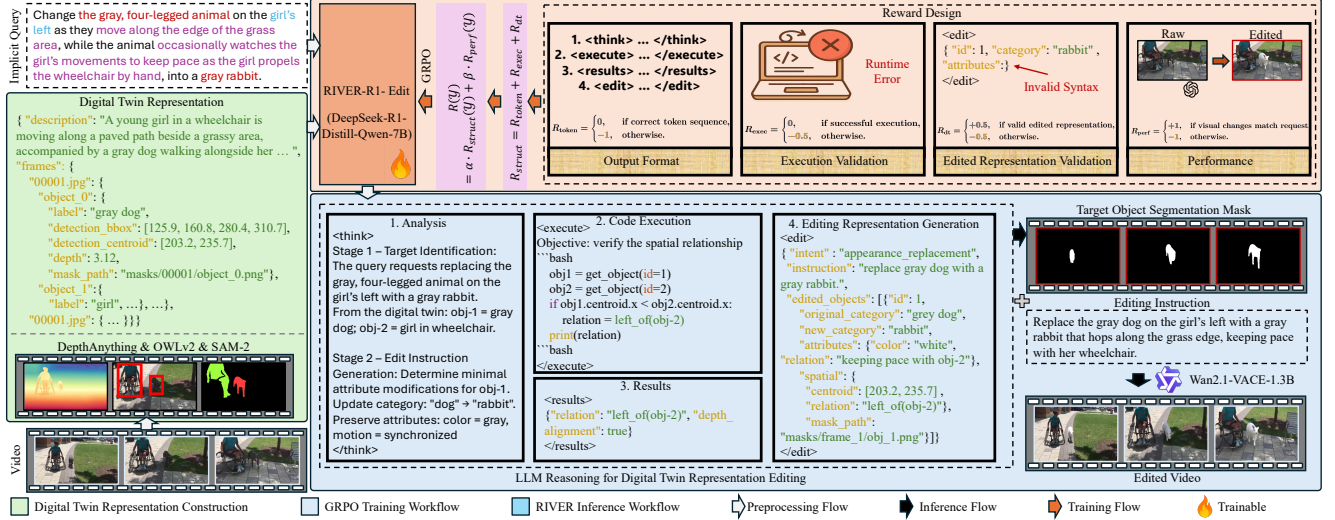 Implicit Query
Change the gray, four-legged animal on the girl's
left as they move along the edge of the grass
area, while the animal occasionally watches the
girl's movements to keep pace as the girl propels
the wheelchair by hand, into a gray rabbit.
Digital Twin Representation
{ "description": "A young girl in a wheelchair is
moving along a paved path beside a grassy area,
accompanied by a gray dog walking alongside her ... ",
"frames": {
"00001.jpg": {
"object_0": {
"label": "gray dog",
"detection_bbox": [125.9, 160.8, 280.4, 310.7],
"detection_centroid": [203.2, 235.7],
"depth": 3.12,
"mask_path": "masks/00001/object_0.png"},
"object_1":{
"label": "girl", ...}, ...},
"00001.jpg": { ... }}}
DepthAnything & OWLv2 & SAM-2
Video
RIVER-R1- Edit
(DeepSeek-R1-
Distill-Qwen-7B)
GRPO
R(Y)
= α · R_struct(Y) + β · R_perf(Y)
R_struct = R_token + R_exec + R_dt
Reward Design
1. <think> ... </think>
2. <execute> ... </execute>
3. <results> ... </results>
4. <edit> ... </edit>
R_token = {0, if correct token sequence,
−1, otherwise.
Output Format
Runtime
Error
R_exec = {0, if successful execution,
−0.5, otherwise.
Execution Validation
<edit>
{ "id": 1, "category": "rabbit" ,
"attributes":}
</edit>
Invalid Syntax
R_dt = {+0.5, if valid edited representation,
−0.5, otherwise.
Edited Representation Validation
Raw
Edited
R_perf = {+1, if visual changes match request
−1, otherwise.
Performance
1. Analysis
<think>
Stage 1 – Target Identification:
The query requests replacing the
gray, four-legged animal on the
girl's left with a gray rabbit.
From the digital twin: obj-1 = gray
dog; obj-2 = girl in wheelchair.
Stage 2 – Edit Instruction
Generation: Determine minimal
attribute modifications for obj-1.
Update category: "dog" → "rabbit".
Preserve attributes: color = gray,
motion = synchronized
</think>
2. Code Execution
<execute>
Objective: verify the spatial relationship
```bash
obj1 = get_object(id=1)
obj2 = get_object(id=2)
if obj1.centroid.x < obj2.centroid.x:
relation = left_of(obj-2)
print(relation)
```bash
</execute>
3. Results
<results>
{"relation": "left_of(obj-2)", "depth_
alignment": true}
</results>
4. Editing Representation Generation
<edit>
{ "intent" : "appearance_replacement",
"instruction": "replace gray dog with a
gray rabbit.",
"edited_objects": [{"id": 1,
"original_category": "grey dog",
"new_category": "rabbit",
"attributes": {"color": "white",
"relation": "keeping pace with obj-2"},
"spatial": {
"centroid": [203.2, 235.7] ,
"relation": "left_of(obj-2)"},
"mask_path":
"masks/frame_1/obj_1.png"}]}
</edit>
LLM Reasoning for Digital Twin Representation Editing
Target Object Segmentation Mask
Editing Instruction
Replace the gray dog on the girl's left with a gray
rabbit that hops along the grass edge, keeping pace
with her wheelchair.
Wan2.1-VACE-1.3B
Edited Video
Digital Twin Representation Construction
GRPO Training Workflow
RIVER Inference Workflow
Preprocessing Flow
Inference Flow
Training Flow
Trainable